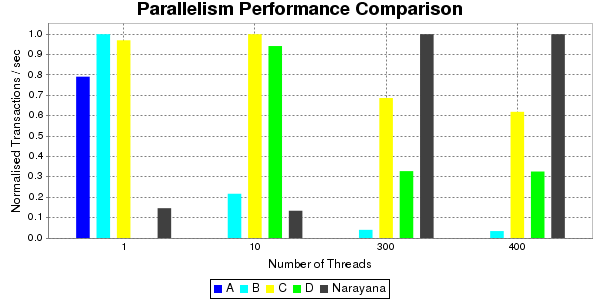 Parallelism Performance Comparison
Normalised Transactions / sec
1.0
0.9
0.8
0.7
0.6
0.5
0.4
0.3
0.2
0.1
0.0
1 10 300 400
Number of Threads
A B C D Narayana